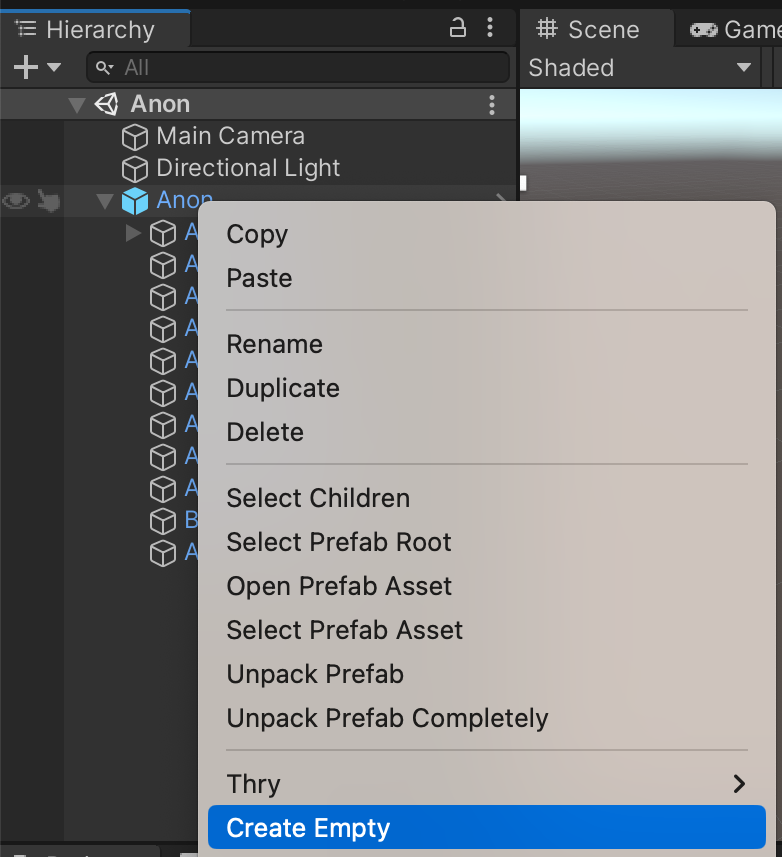 Hierarchy
Scene
Game
All
Shaded
Anon
Main Camera
Directional Light
Anon
A
A
A
A
A
A
A
A
A
B
A
Copy
Paste
Rename
Duplicate
Delete
Select Children
Select Prefab Root
Open Prefab Asset
Select Prefab Asset
Unpack Prefab
Unpack Prefab Completely
Thry
Create Empty